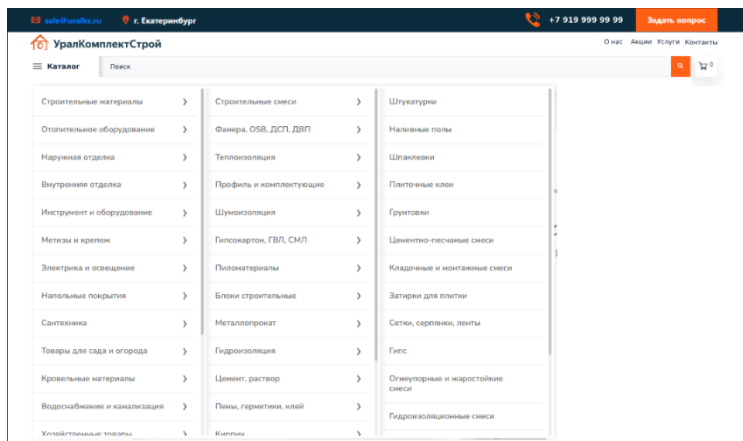 sale@uralks.ru г. Екатеринбург +7 919 999 99 99 Задать вопрос
УралКомплектСтрой О нас Акции Услуги Контакты
Каталог Поиск 0
Строительные материалы Строительные смеси Штукатурки
Отопительное оборудование Фанера, OSB, ДСП, ДВП Наливные полы
Наружная отделка Теплоизоляция Шпаклевки
Внутренняя отделка Профиль и комплектующие Плиточные клеи
Инструмент и оборудование Шумоизоляция Грунтовки
Метизы и крепеж Гипсокартон, ГВЛ, СМЛ Цементно-песчаные смеси
Электрика и освещение Пиломатериалы Кладочные и монтажные смеси
Напольные покрытия Блоки строительные Затирки для плитки
Сантехника Металлопрокат Сетки, серпянки, ленты
Товары для сада и огорода Гидроизоляция Гипс
Кровельные материалы Цемент, раствор Огнеупорные и жаростойкие
смеси
Водоснабжение и канализация Пены, герметики, клей Гидроизоляционные смеси
Хозяйственные товары Кирпич